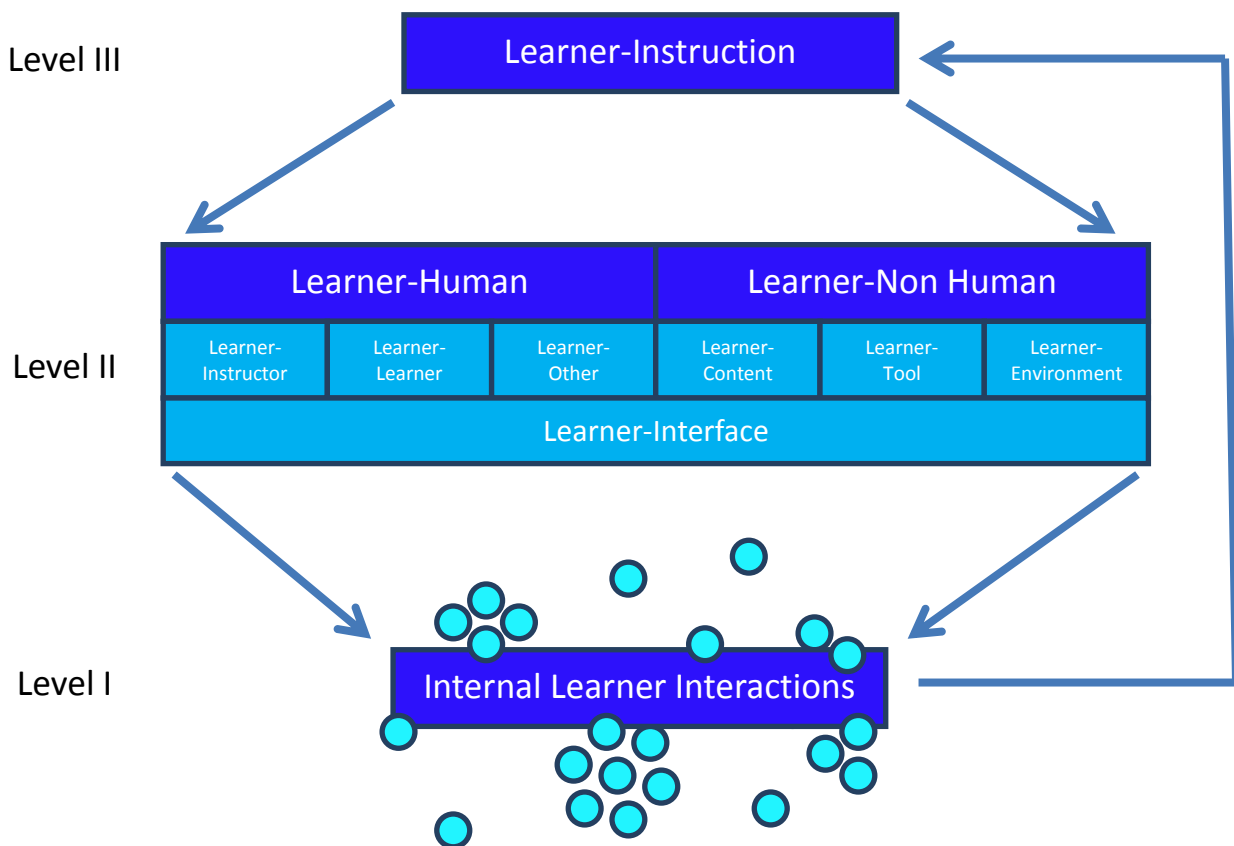 Level III
Learner-Instruction
Learner-Human
Learner-Non Human
Level II
Learner-
Instructor
Learner-
Learner
Learner-
Other
Learner-
Content
Learner-
Tool
Learner-
Environment
Learner-Interface
Level I
Internal Learner Interactions